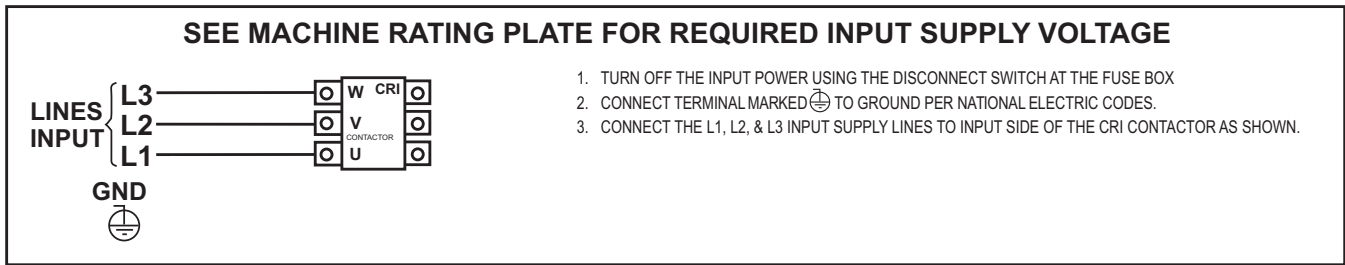 SEE MACHINE RATING PLATE FOR REQUIRED INPUT SUPPLY VOLTAGE
LINES
INPUT
L3
L2
L1
GND
W CRI
V
CONTACTOR
U
1. TURN OFF THE INPUT POWER USING THE DISCONNECT SWITCH AT THE FUSE BOX
2. CONNECT TERMINAL MARKED TO GROUND PER NATIONAL ELECTRIC CODES.
3. CONNECT THE L1, L2, & L3 INPUT SUPPLY LINES TO INPUT SIDE OF THE CRI CONTACTOR AS SHOWN.